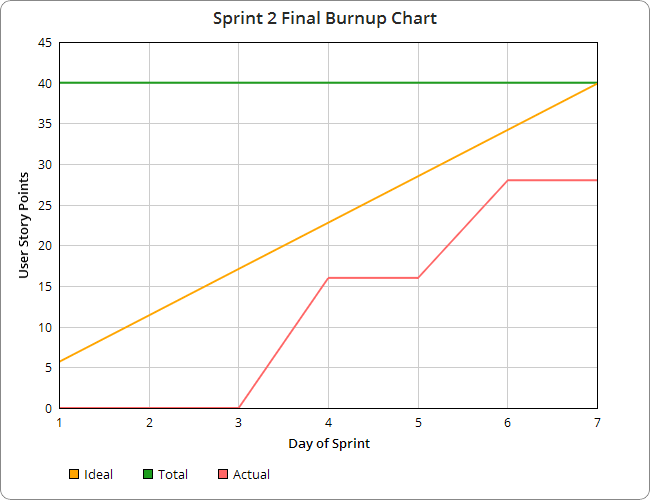 Sprint 2 Final Burnup Chart
User Story Points
45
40
35
30
25
20
15
10
5
0
1 2 3 4 5 6 7
Day of Sprint
Ideal Total Actual